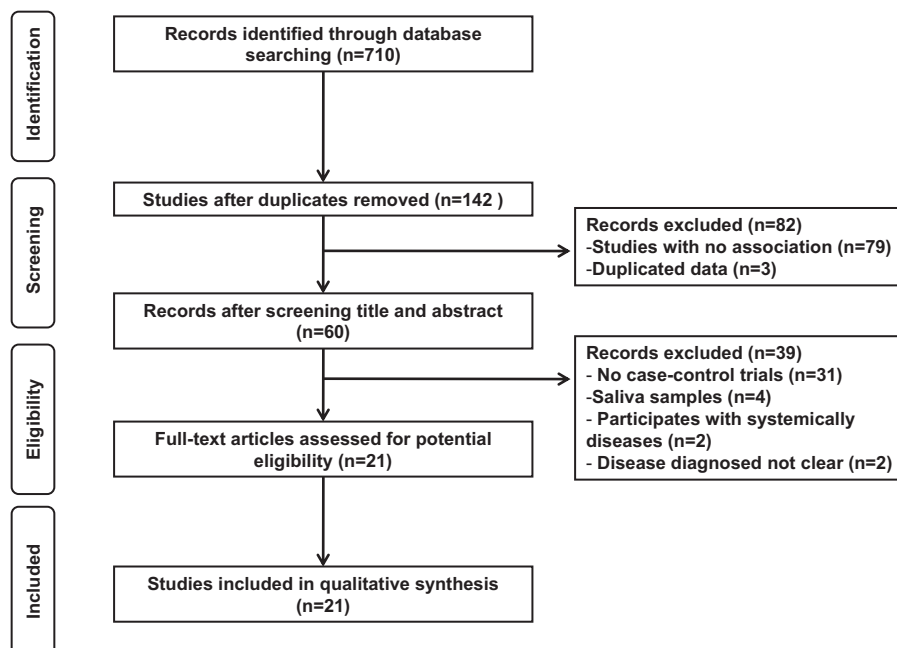 Identification
Records identified through database
searching (n=710)
Screening
Studies after duplicates removed (n=142 )
Records excluded (n=82)
-Studies with no association (n=79)
-Duplicated data (n=3)
Records after screening title and abstract
(n=60)
Eligibility
Records excluded (n=39)
- No case-control trials (n=31)
-Saliva samples (n=4)
- Participates with systemically
diseases (n=2)
- Disease diagnosed not clear (n=2)
Full-text articles assessed for potential
eligibility (n=21)
Included
Studies included in qualitative synthesis
(n=21)